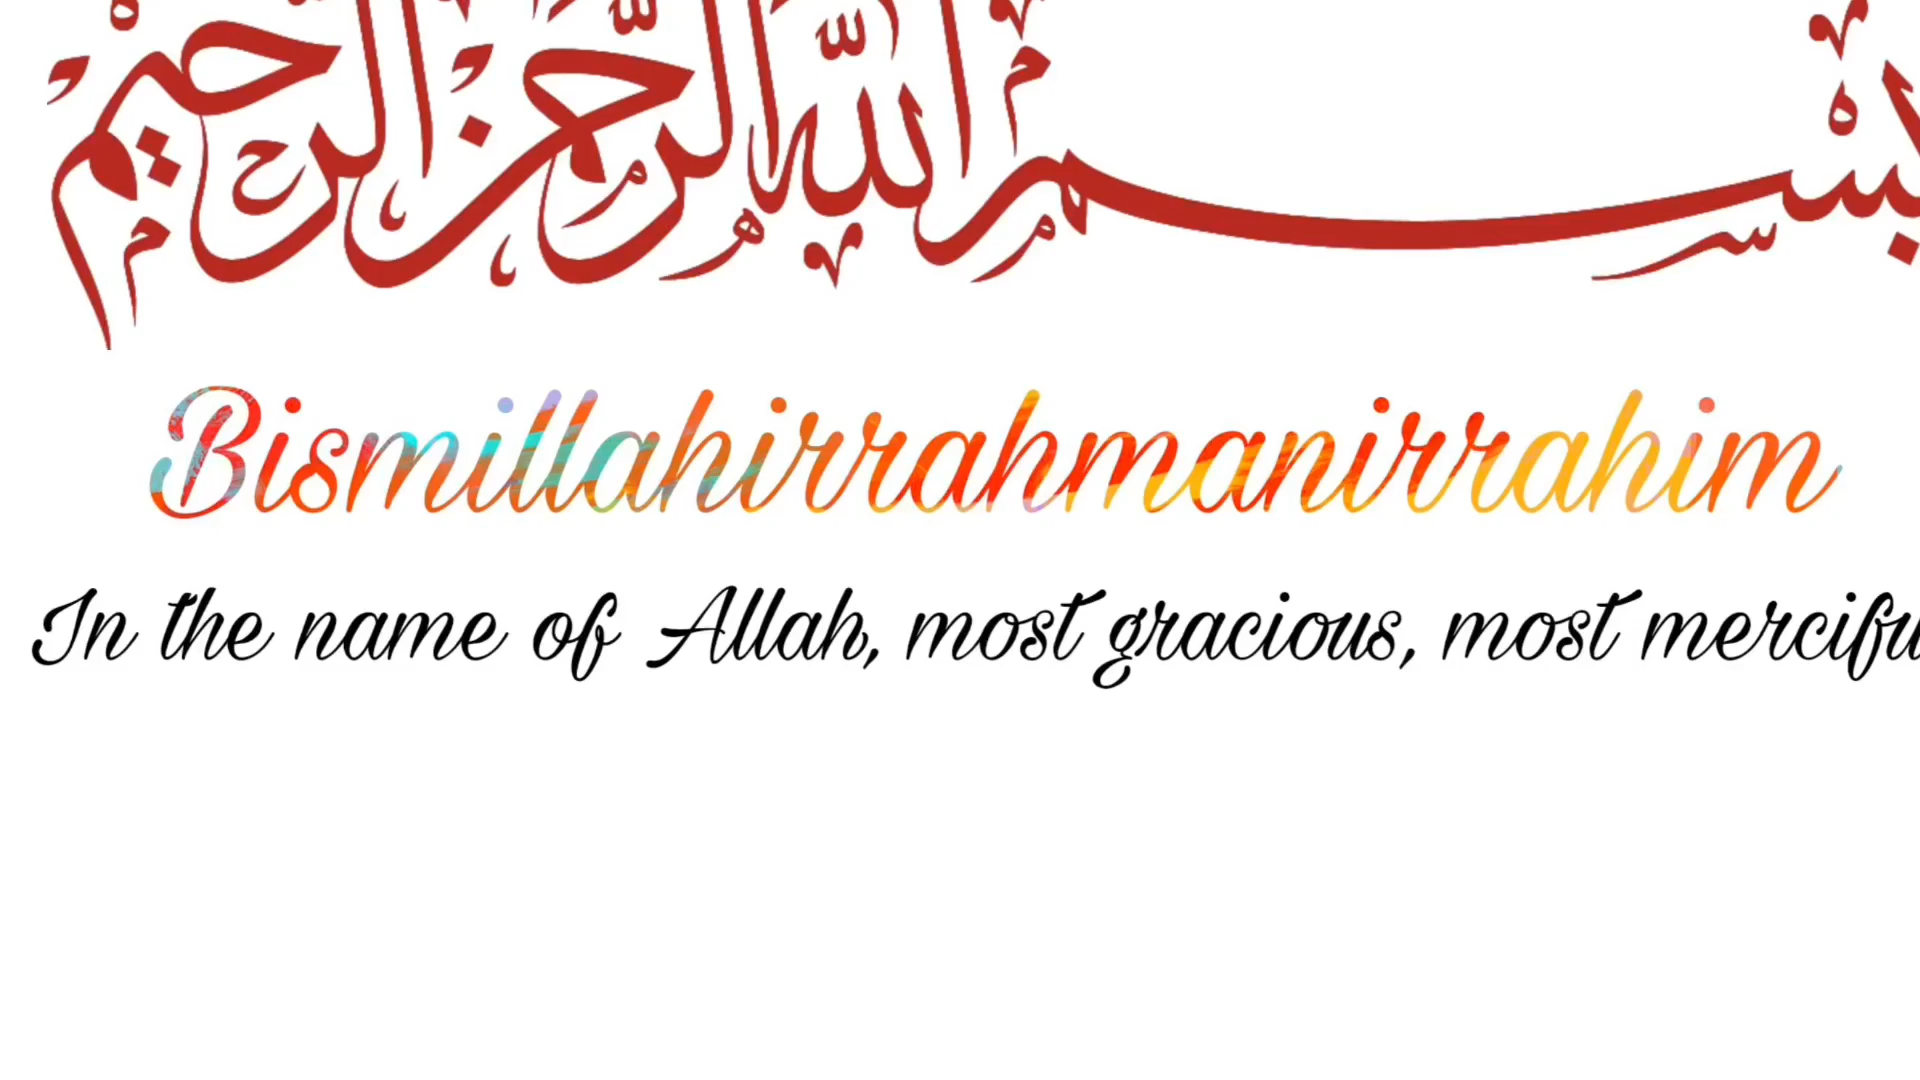 بسم الله الرحمن الرحيم
Bismillahirrahmanirrahim
In the name of Allah, most gracious, most mercifu